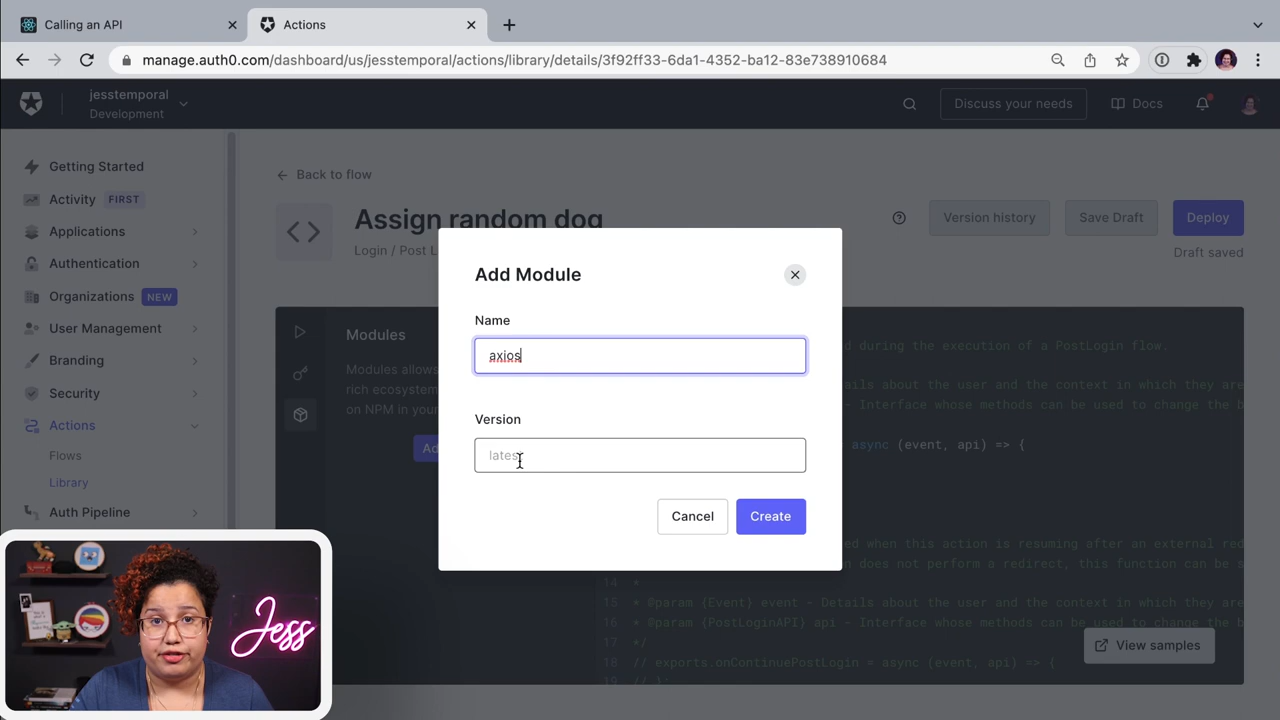 Calling an API
Actions
manage.auth0.com/dashboard/us/jesstemporal/actions/library/details/3f92ff33-6da1-4352-ba12-83e738910684
jesstemporal
Development
Discuss your needs
Docs
Getting Started
Activity FIRST
Applications
Authentication
Organizations NEW
User Management
Branding
Security
Actions
Flows
Library
Auth Pipeline
Back to flow
Assign random dog
Login / Post L
Version history
Save Draft
Deploy
Draft saved
Modules
Modules allows
rich ecosystem
on NPM in your
Ad
d during the execution of a PostLogin flow.
ails about the user and the context in which they are
- Interface whose methods can be used to change the b
async (event, api) => {
ed when this action is resuming after an external red
on does not perform a redirect, this function can be s
14 *
15 * @param {Event} event - Details about the user and the context in which they are
16 * @param {PostLoginAPI} api - Interface whose methods can be used to change the b
17 */
18 // exports.onContinuePostLogin = async (event, api) => {
19 // };
View samples
Add Module
Name
axios
Version
latest
Cancel
Create
Jess